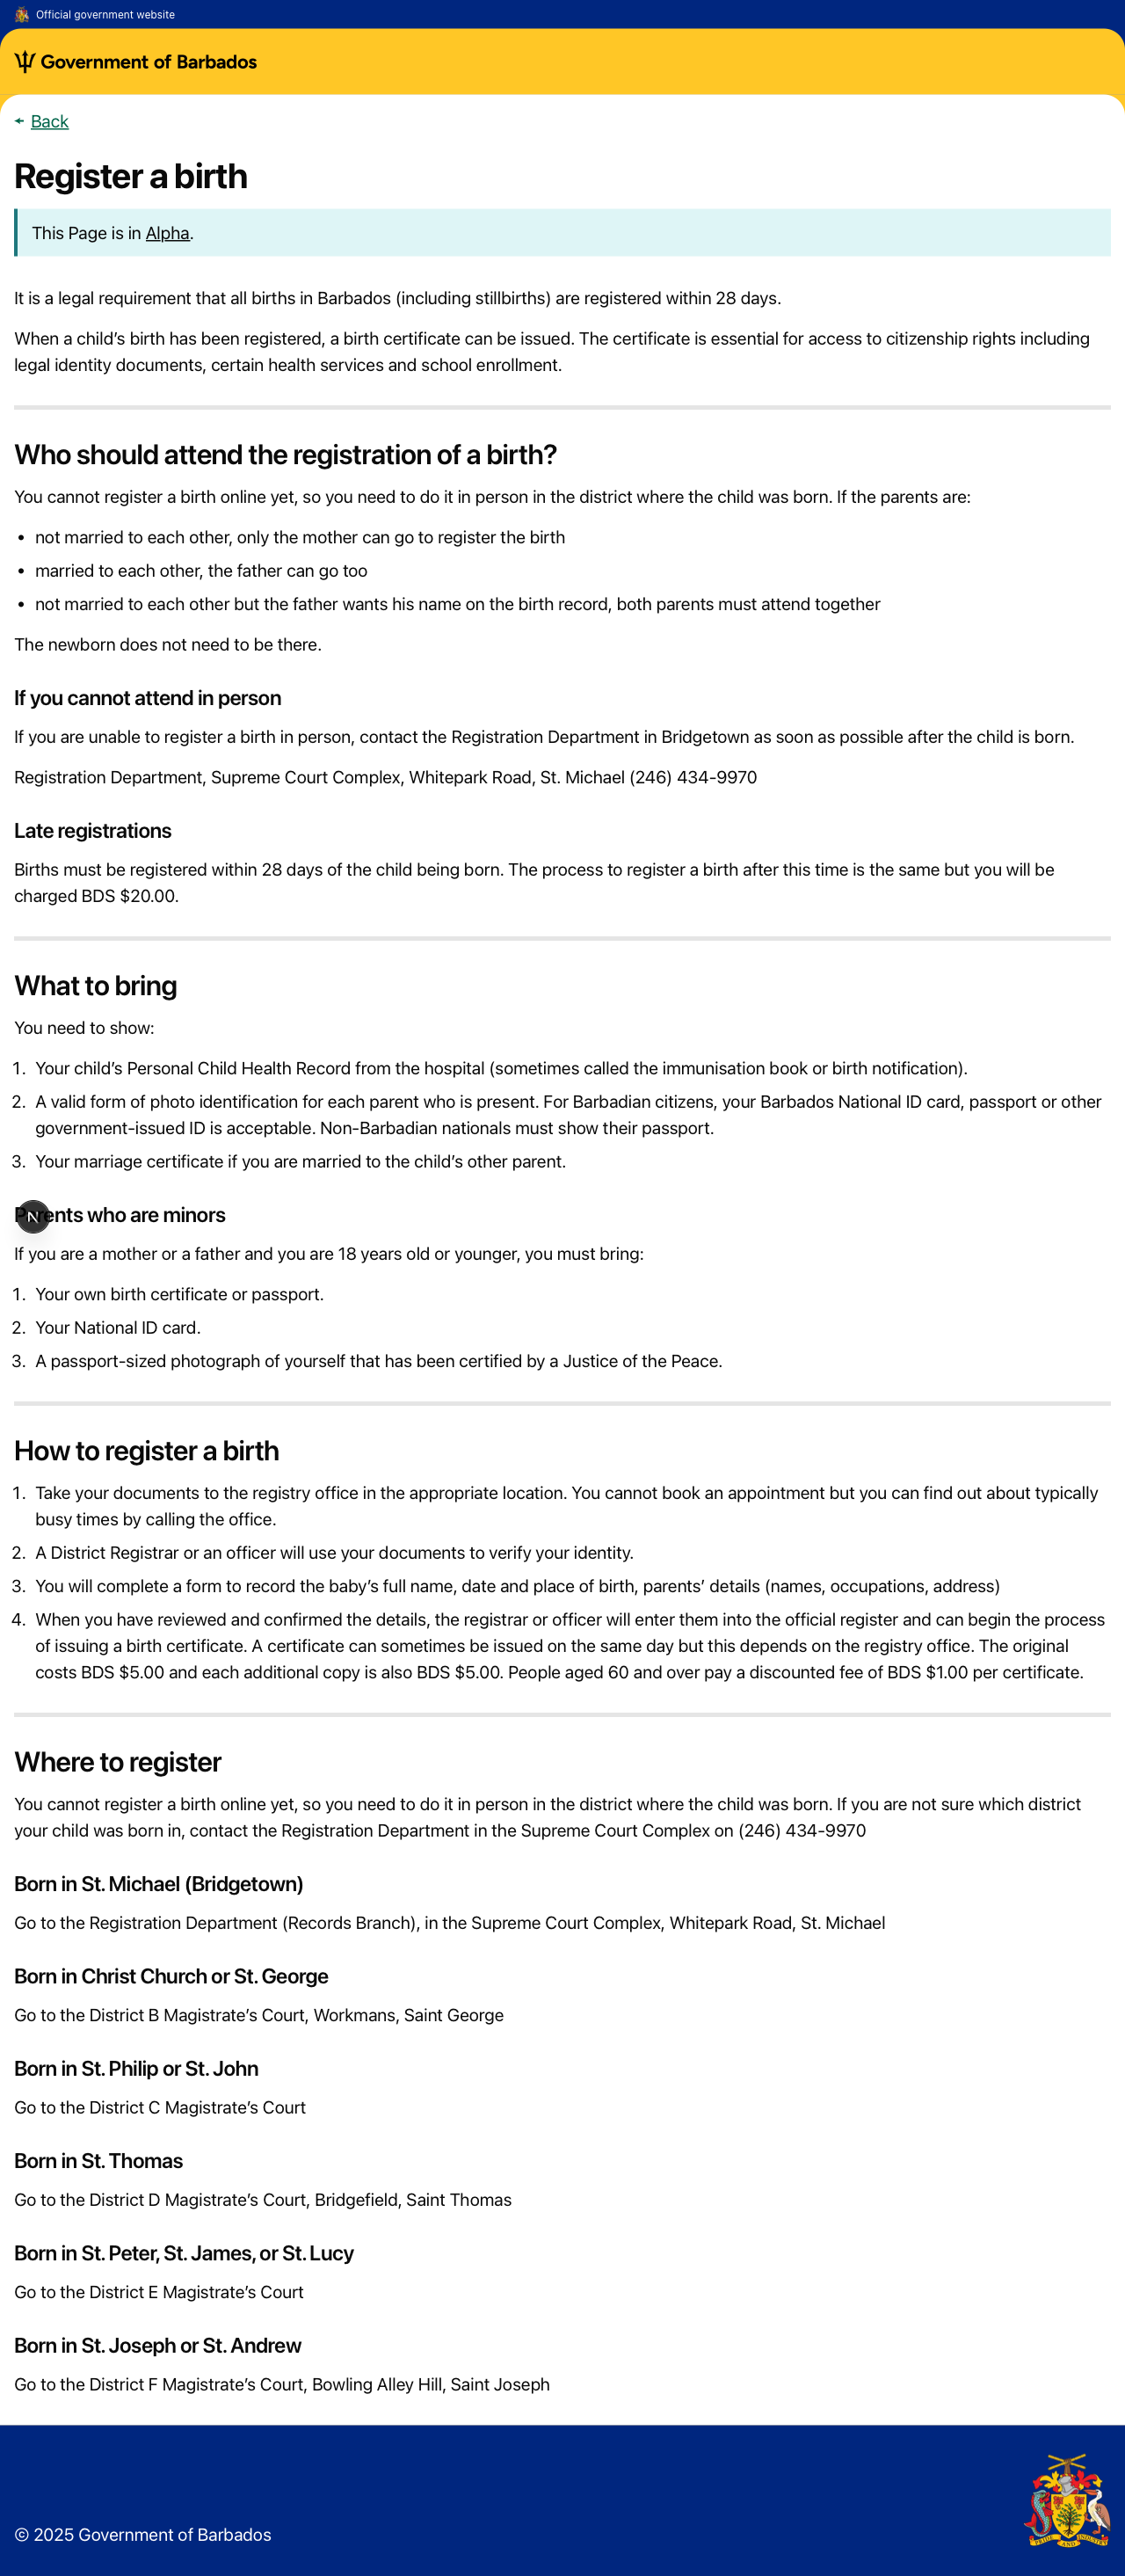 Official government website
Government of Barbados
Back
Register a birth
This Page is in Alpha.
It is a legal requirement that all births in Barbados (including stillbirths) are registered within 28 days.
When a child’s birth has been registered, a birth certificate can be issued. The certificate is essential for access to citizenship rights including
legal identity documents, certain health services and school enrollment.
Who should attend the registration of a birth?
You cannot register a birth online yet, so you need to do it in person in the district where the child was born. If the parents are:
• not married to each other, only the mother can go to register the birth
• married to each other, the father can go too
• not married to each other but the father wants his name on the birth record, both parents must attend together
The newborn does not need to be there.
If you cannot attend in person
If you are unable to register a birth in person, contact the Registration Department in Bridgetown as soon as possible after the child is born.
Registration Department, Supreme Court Complex, Whitepark Road, St. Michael (246) 434-9970
Late registrations
Births must be registered within 28 days of the child being born. The process to register a birth after this time is the same but you will be
charged BDS $20.00.
What to bring
You need to show:
1. Your child’s Personal Child Health Record from the hospital (sometimes called the immunisation book or birth notification).
2. A valid form of photo identification for each parent who is present. For Barbadian citizens, your Barbados National ID card, passport or other
government-issued ID is acceptable. Non-Barbadian nationals must show their passport.
3. Your marriage certificate if you are married to the child’s other parent.
N
Parents who are minors
If you are a mother or a father and you are 18 years old or younger, you must bring:
1. Your own birth certificate or passport.
2. Your National ID card.
3. A passport-sized photograph of yourself that has been certified by a Justice of the Peace.
How to register a birth
1. Take your documents to the registry office in the appropriate location. You cannot book an appointment but you can find out about typically
busy times by calling the office.
2. A District Registrar or an officer will use your documents to verify your identity.
3. You will complete a form to record the baby’s full name, date and place of birth, parents’ details (names, occupations, address)
4. When you have reviewed and confirmed the details, the registrar or officer will enter them into the official register and can begin the process
of issuing a birth certificate. A certificate can sometimes be issued on the same day but this depends on the registry office. The original
costs BDS $5.00 and each additional copy is also BDS $5.00. People aged 60 and over pay a discounted fee of BDS $1.00 per certificate.
Where to register
You cannot register a birth online yet, so you need to do it in person in the district where the child was born. If you are not sure which district
your child was born in, contact the Registration Department in the Supreme Court Complex on (246) 434-9970
Born in St. Michael (Bridgetown)
Go to the Registration Department (Records Branch), in the Supreme Court Complex, Whitepark Road, St. Michael
Born in Christ Church or St. George
Go to the District B Magistrate’s Court, Workmans, Saint George
Born in St. Philip or St. John
Go to the District C Magistrate’s Court
Born in St. Thomas
Go to the District D Magistrate’s Court, Bridgefield, Saint Thomas
Born in St. Peter, St. James, or St. Lucy
Go to the District E Magistrate’s Court
Born in St. Joseph or St. Andrew
Go to the District F Magistrate’s Court, Bowling Alley Hill, Saint Joseph
PRIDE AND INDUSTRY
© 2025 Government of Barbados